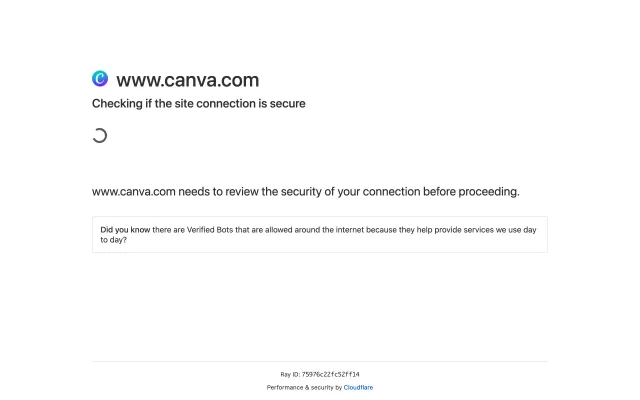 www.canva.com
Checking if the site connection is secure
www.canva.com needs to review the security of your connection before proceeding.
Did you know there are Verified Bots that are allowed around the internet because they help provide services we use day
to day?
Ray ID: 75976c22fc52ff14
Performance & security by Cloudflare